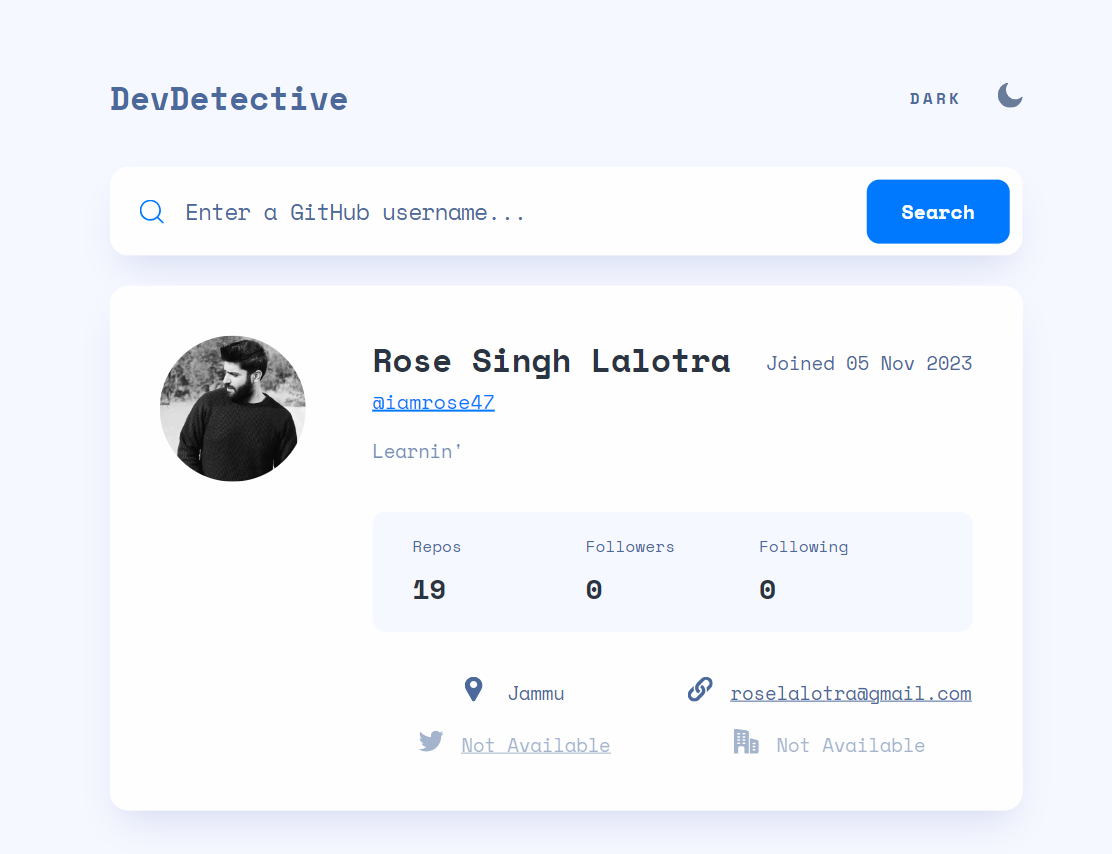 DevDetective
DARK
Enter a GitHub username...
Search
Rose Singh Lalotra
Joined 05 Nov 2023
@iamrose47
Learnin'
Repos Followers Following
19 0 0
Jammu
roselalotra@gmail.com
Not Available
Not Available